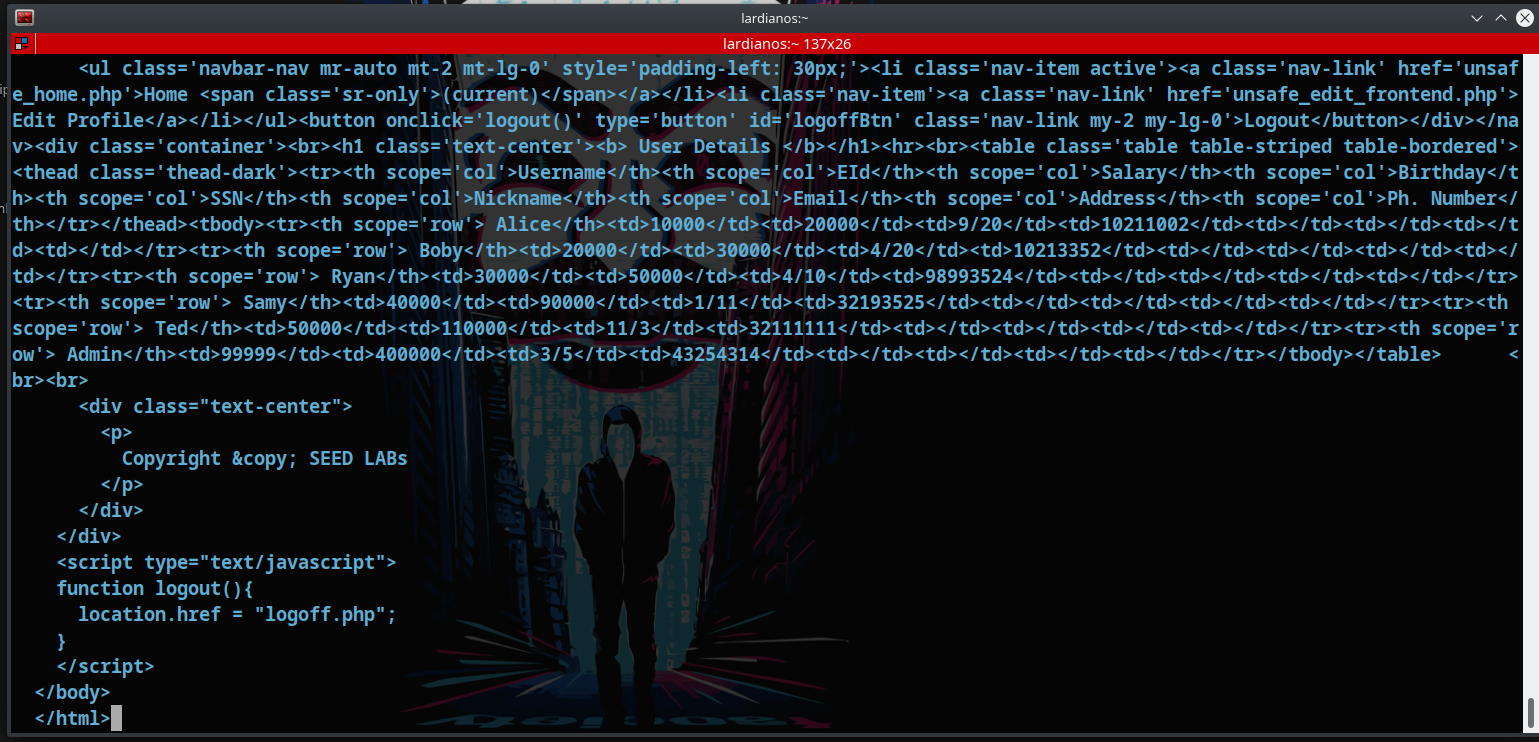 lardianos:~
lardianos:~ 137x26
<ul class='navbar-nav mr-auto mt-2 mt-lg-0' style='padding-left: 30px;'><li class='nav-item active'><a class='nav-link' href='unsaf
e_home.php'>Home <span class='sr-only'>(current)</span></a></li><li class='nav-item'><a class='nav-link' href='unsafe_edit_frontend.php'>
Edit Profile</a></li></ul><button onclick='logout()' type='button' id='logoffBtn' class='nav-link my-2 my-lg-0'>Logout</button></div></na
v><div class='container'><br><h1 class='text-center'><b> User Details </b></h1><hr><br><table class='table table-striped table-bordered'>
<thead class='thead-dark'><tr><th scope='col'>Username</th><th scope='col'>EId</th><th scope='col'>Salary</th><th scope='col'>Birthday</t
h><th scope='col'>SSN</th><th scope='col'>Nickname</th><th scope='col'>Email</th><th scope='col'>Address</th><th scope='col'>Ph. Number</
th></tr></thead><tbody><tr><th scope='row'> Alice</th><td>10000</td><td>20000</td><td>9/20</td><td>10211002</td><td></td><td></td><td></t
d><td></td></tr><tr><th scope='row'> Boby</th><td>20000</td><td>30000</td><td>4/20</td><td>10213352</td><td></td><td></td><td></td><td></
td></tr><tr><th scope='row'> Ryan</th><td>30000</td><td>50000</td><td>4/10</td><td>98993524</td><td></td><td></td><td></td><td></td></tr>
<tr><th scope='row'> Samy</th><td>40000</td><td>90000</td><td>1/11</td><td>32193525</td><td></td><td></td><td></td><td></td></tr><tr><th 
scope='row'> Ted</th><td>50000</td><td>110000</td><td>11/3</td><td>32111111</td><td></td><td></td><td></td><td></td></tr><tr><th scope='r
ow'> Admin</th><td>99999</td><td>400000</td><td>3/5</td><td>43254314</td><td></td><td></td><td></td><td></td></tr></tbody></table>      <
br><br>
<div class="text-center">
<p>
Copyright &copy; SEED LABs
</p>
</div>
</div>
<script type="text/javascript">
function logout(){
location.href = "logoff.php";
}
</script>
</body>
</html>